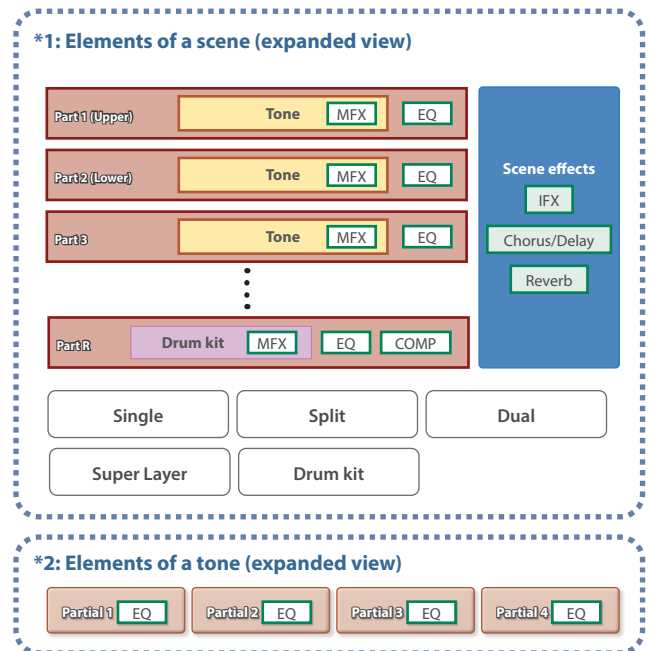 *1: Elements of a scene (expanded view)
Part 1 (Upper) Tone MFX EQ
Part 2 (Lower) Tone MFX EQ
Part 3 Tone MFX EQ
Part R Drum kit MFX EQ COMP
Scene effects
IFX
Chorus/Delay
Reverb
Single Split Dual
Super Layer Drum kit
*2: Elements of a tone (expanded view)
Partial 1 EQ Partial 2 EQ Partial 3 EQ Partial 4 EQ